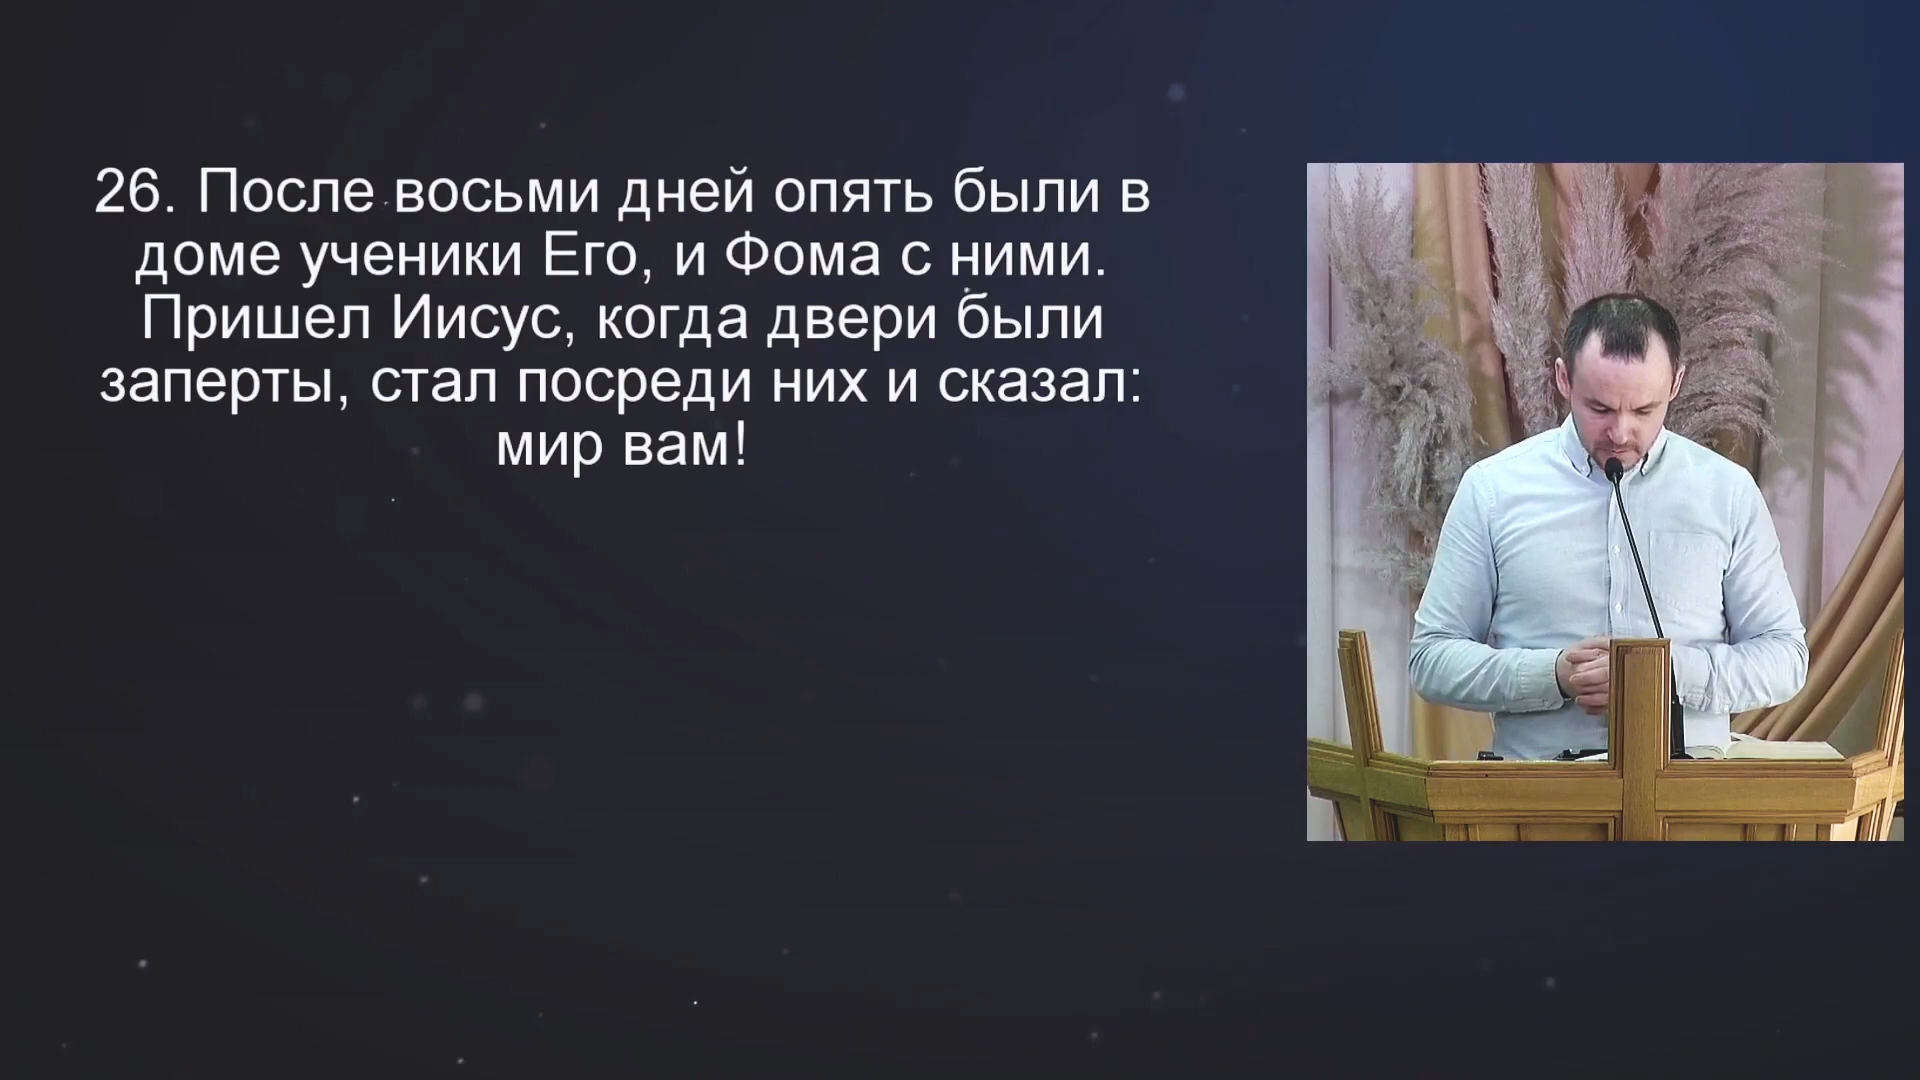 26. После восьми дней опять были в
доме ученики Его, и Фома с ними.
Пришел Иисус, когда двери были
заперты, стал посреди них и сказал:
мир вам!